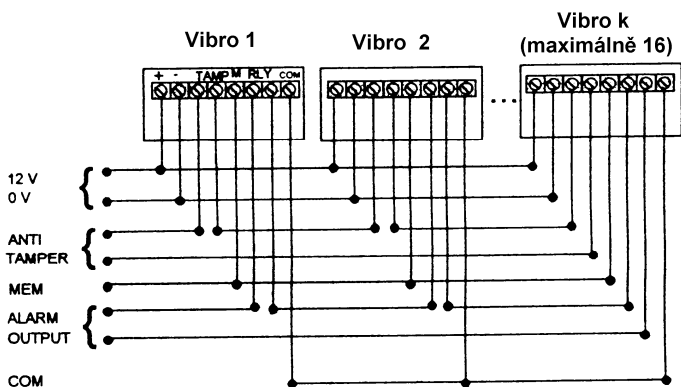 Vibro 1
Vibro 2
Vibro k
(maximálně 16)
+ - TAMP M RLY COM
...
12 V
0 V
ANTI
TAMPER
MEM
ALARM
OUTPUT
COM